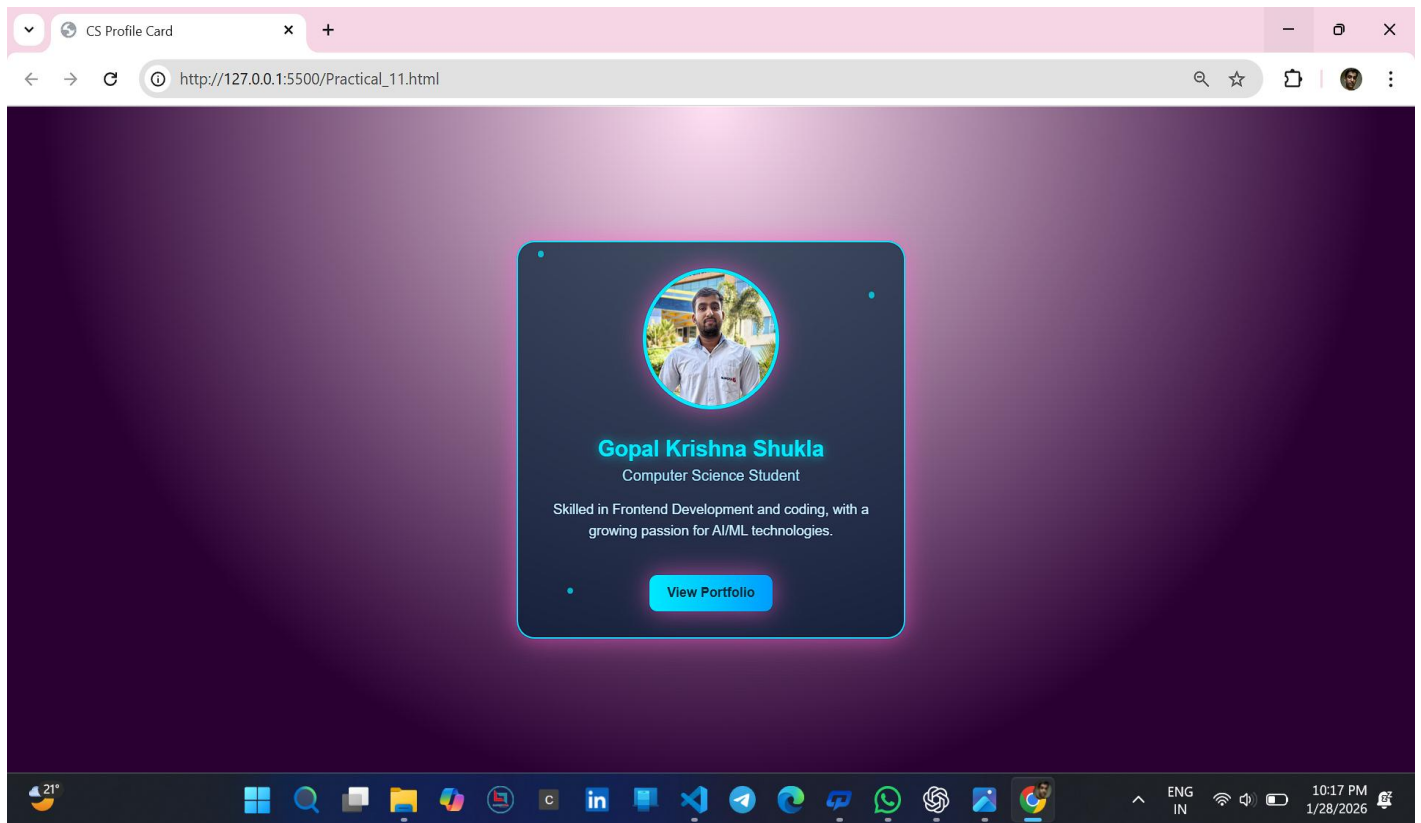 CS Profile Card
http://127.0.0.1:5500/Practical_11.html
Gopal Krishna Shukla
Computer Science Student
Skilled in Frontend Development and coding, with a
growing passion for AI/ML technologies.
View Portfolio
21°
C
in
ENG
IN
10:17 PM
1/28/2026